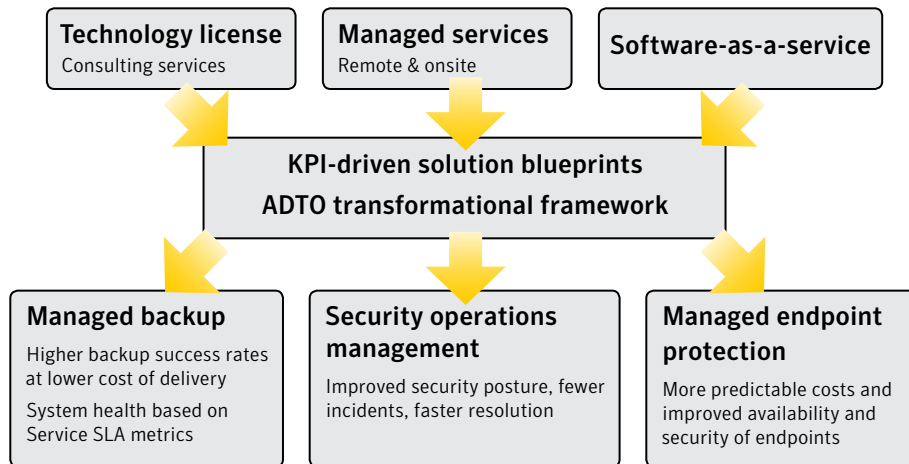 Technology license
Consulting services
Managed services
Remote & onsite
Software-as-a-service
KPI-driven solution blueprints
ADTO transformational framework
Managed backup
Higher backup success rates
at lower cost of delivery
System health based on
Service SLA metrics
Security operations
management
Improved security posture, fewer
incidents, faster resolution
Managed endpoint
protection
More predictable costs and
improved availability and
security of endpoints